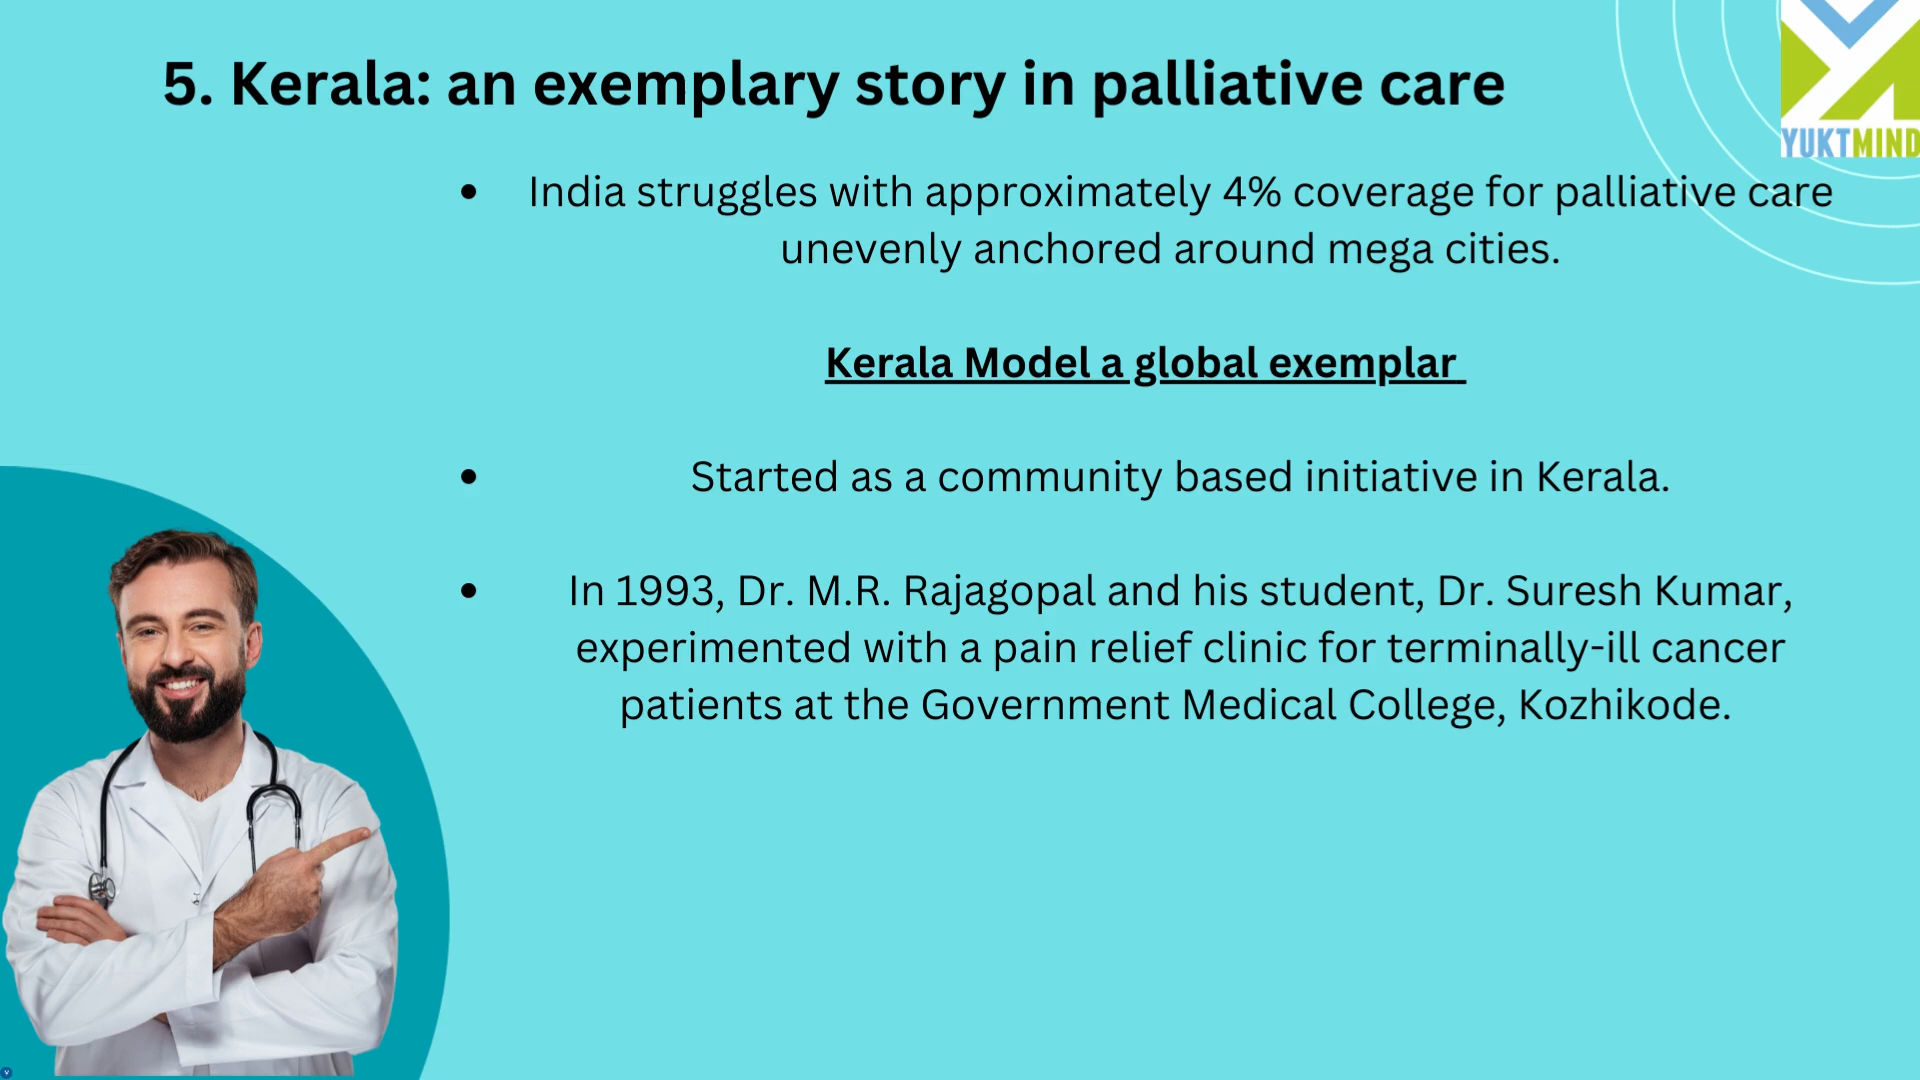 5. Kerala: an exemplary story in palliative care
YUKTMIND
• India struggles with approximately 4% coverage for palliative care
unevenly anchored around mega cities.
Kerala Model a global exemplar
• Started as a community based initiative in Kerala.
• In 1993, Dr. M.R. Rajagopal and his student, Dr. Suresh Kumar,
experimented with a pain relief clinic for terminally-ill cancer
patients at the Government Medical College, Kozhikode.